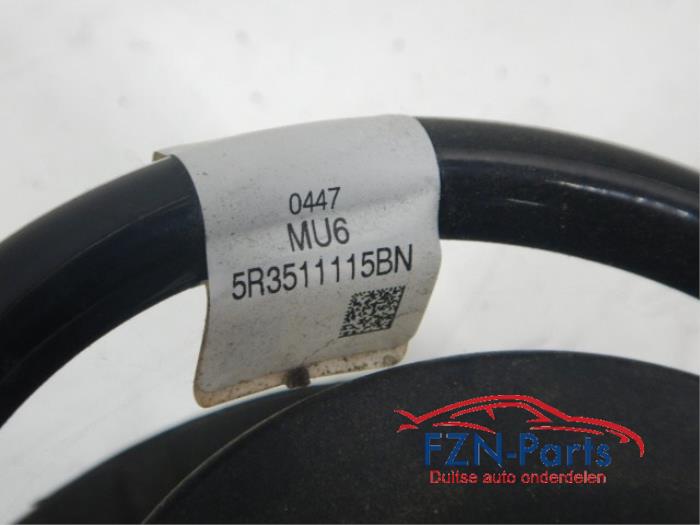 0447
MU6
5R3511115BN
FZN-Parts
Duitse auto onderdelen